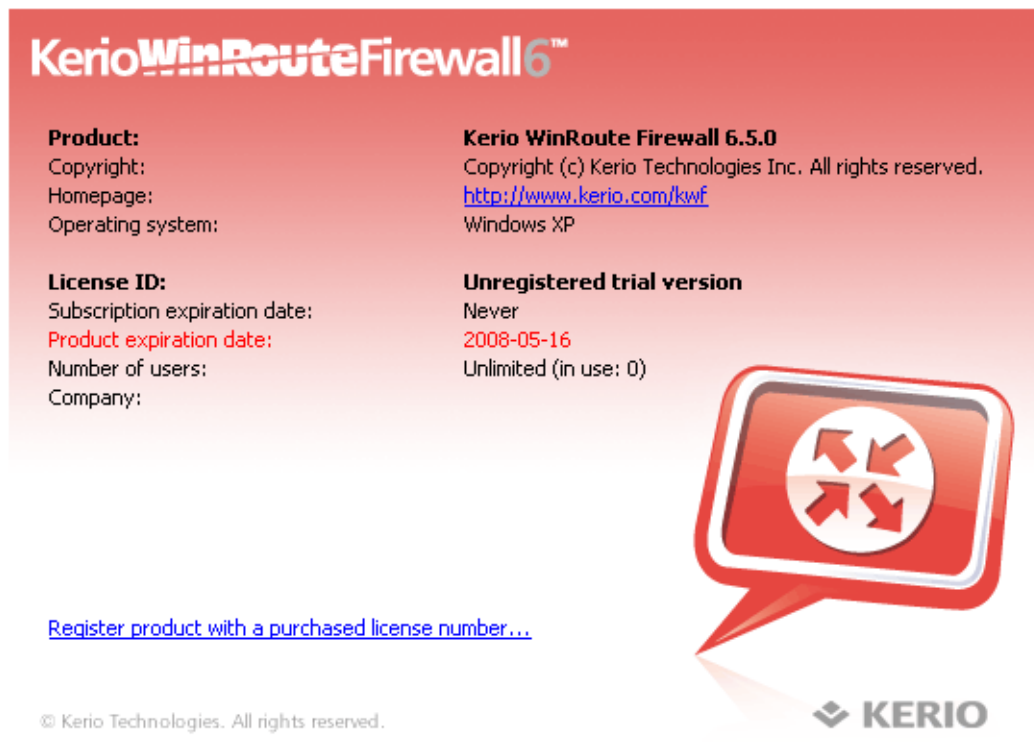 KerioWinRouteFirewall6™
Product: Kerio WinRoute Firewall 6.5.0
Copyright: Copyright (c) Kerio Technologies Inc. All rights reserved.
Homepage: http://www.kerio.com/kwf
Operating system: Windows XP
License ID: Unregistered trial version
Subscription expiration date: Never
Product expiration date: 2008-05-16
Number of users: Unlimited (in use: 0)
Company:
Register product with a purchased license number...
© Kerio Technologies. All rights reserved.
KERIO